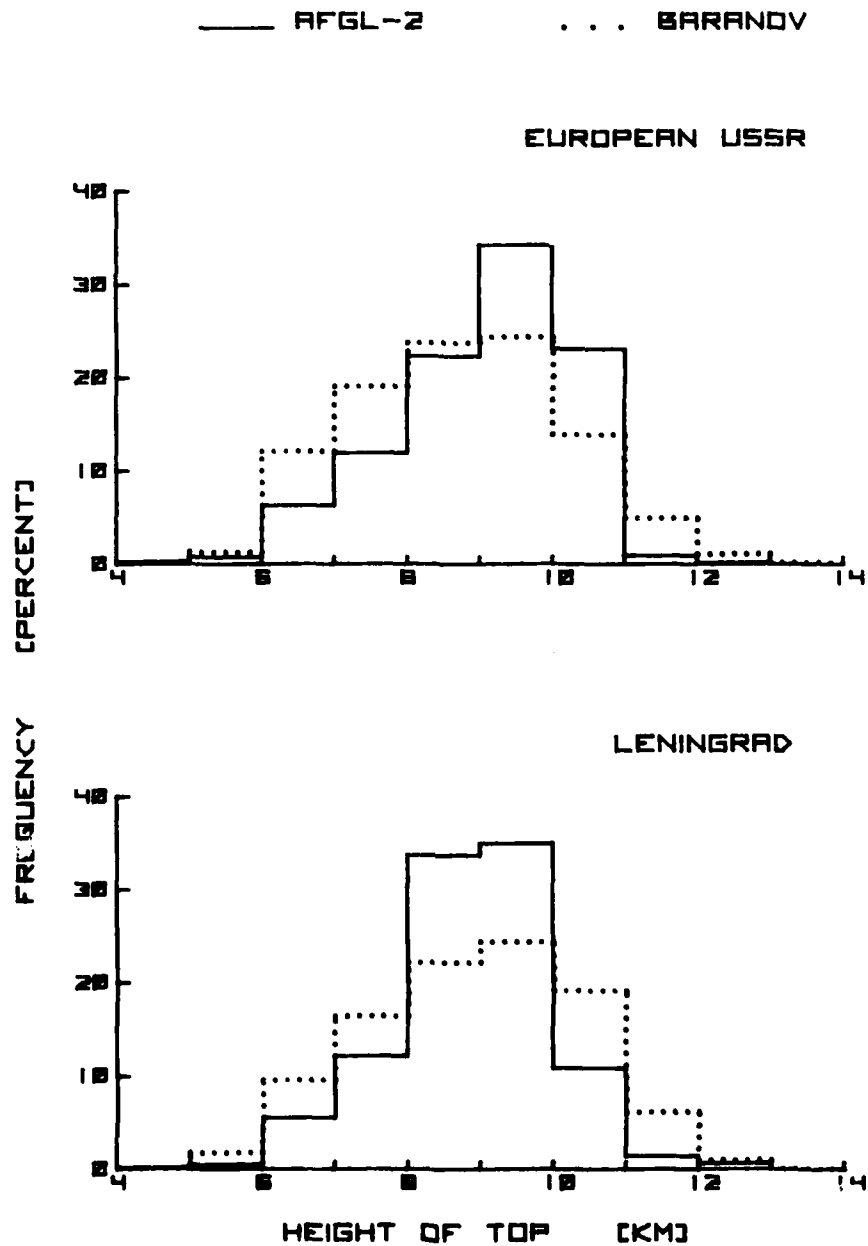 AFGL-2 BARANOV
EUROPEAN USSR
40
30
20
10
0
4 6 8 10 12 14
LENINGRAD
40
30
20
10
0
4 6 8 10 12 14
FREQUENCY [PERCENT]
HEIGHT OF TOP [KM]